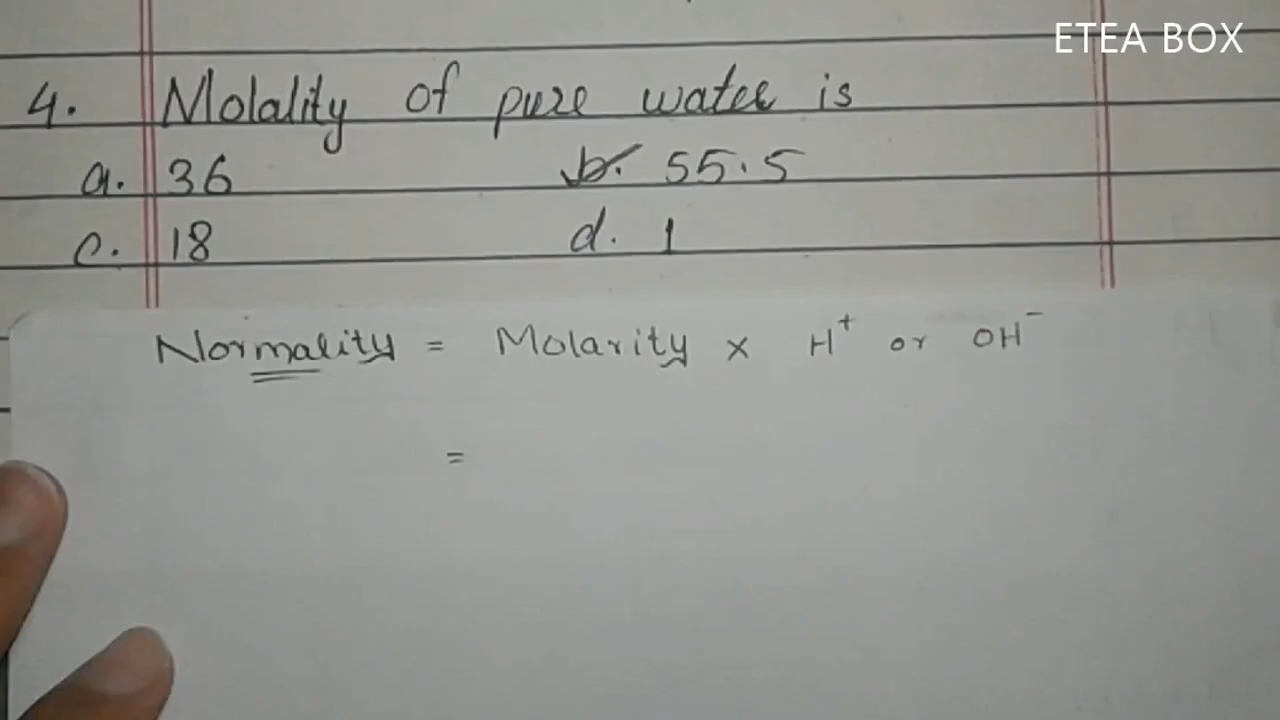 ETEA BOX
4. Molality of pure water is
a. 36 b. 55.5
c. 18 d. 1
Normality = Molarity × H⁺ or OH⁻
=